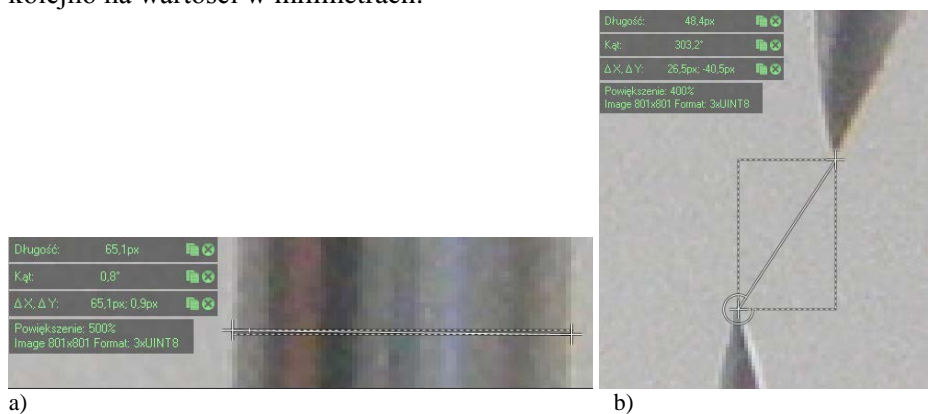 kolejno na wartości w milimetrach.
Długość: 48,4px
Kąt: 303,2°
ΔX, ΔY: 26,5px; -40,5px
Powiększenie: 400%
Image 801x801 Format: 3xUINT8
Długość: 65,1px
Kąt: 0,8°
ΔX, ΔY: 65,1px; 0,9px
Powiększenie: 500%
Image 801x801 Format: 3xUINT8
a) b)